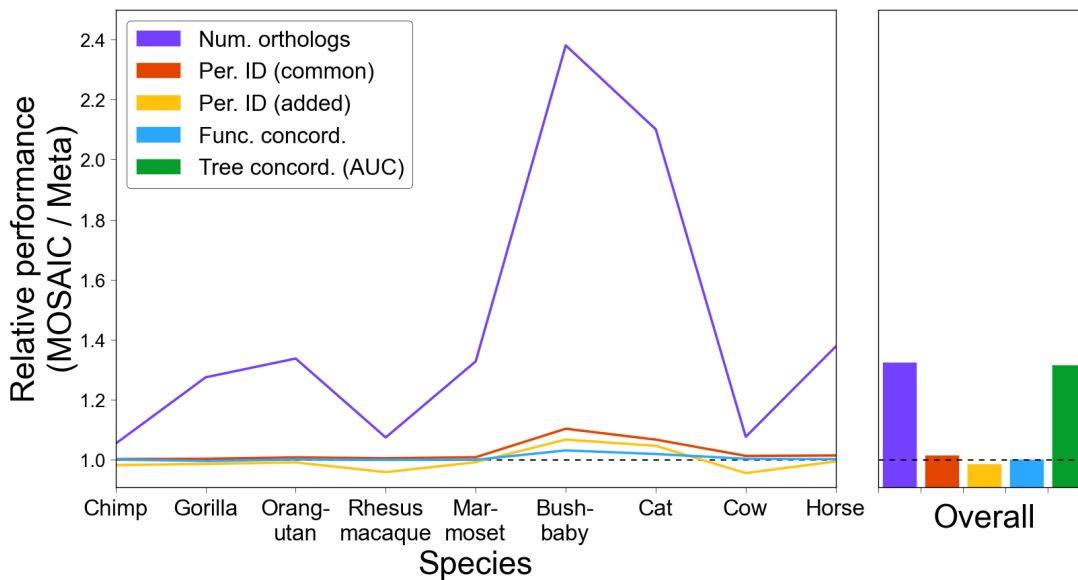 Relative performance
(MOSAIC / Meta)
2.4
2.2
2.0
1.8
1.6
1.4
1.2
1.0
Num. orthologs
Per. ID (common)
Per. ID (added)
Func. concord.
Tree concord. (AUC)
Chimp
Gorilla
Orang-
utan
Rhesus
macaque
Mar-
moset
Bush-
baby
Cat
Cow
Horse
Species
Overall